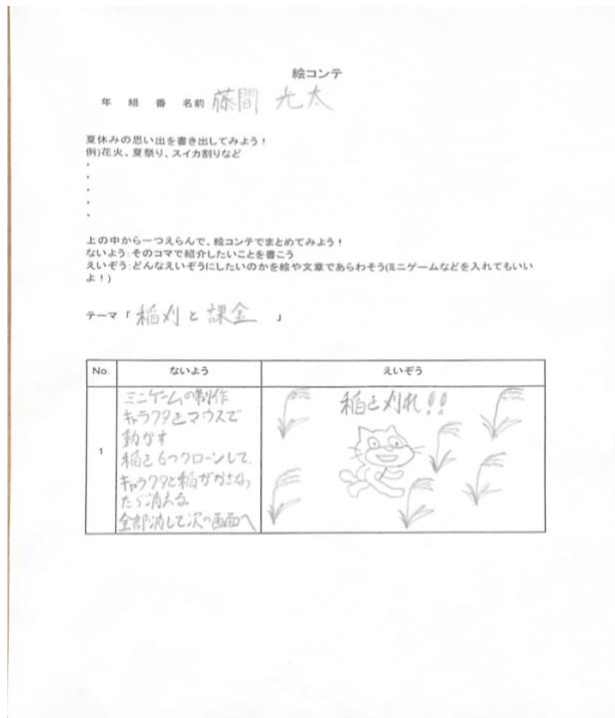 絵コンテ
年 組 番 名前 藤間 光太
夏休みの思い出を書き出してみよう!
例)花火、夏祭り、スイカ割りなど
・
・
・
・
・
上の中から一つえらんで、絵コンテでまとめてみよう!
ないよう:そのコマで紹介したいことを書こう
えいぞう:どんなえいぞうにしたいのかを絵や文章であらわそう(ミニゲームなどを入れてもいい
よ!)
テーマ「 稲刈と課金 」
No. ないよう えいぞう
1
ミニゲームの制作
キャラクタをマウスで
動かす
稲を6つクローンして、
キャラクタと稲がかさなっ
たら消える
全部消して次の画面へ
稲を刈れ!!